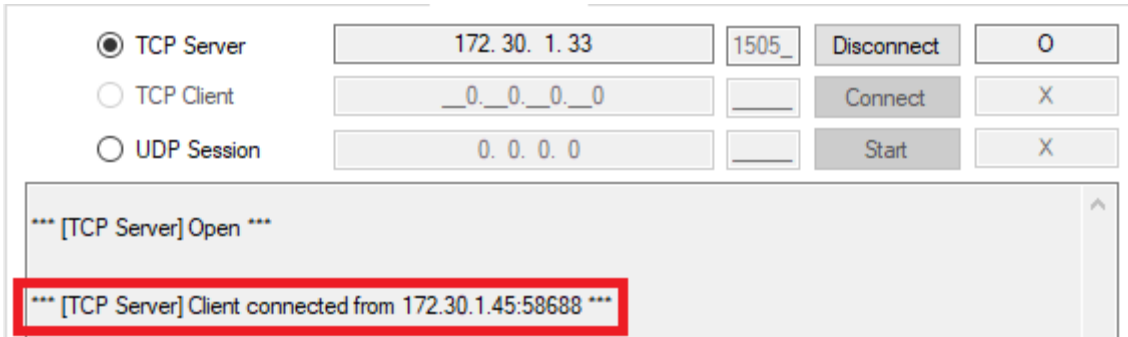 TCP Server 172. 30. 1. 33 1505_ Disconnect O
TCP Client __0.__0.__0.__0 _____ Connect X
UDP Session 0. 0. 0. 0 _____ Start X
*** [TCP Server] Open ***
*** [TCP Server] Client connected from 172.30.1.45:58688 ***